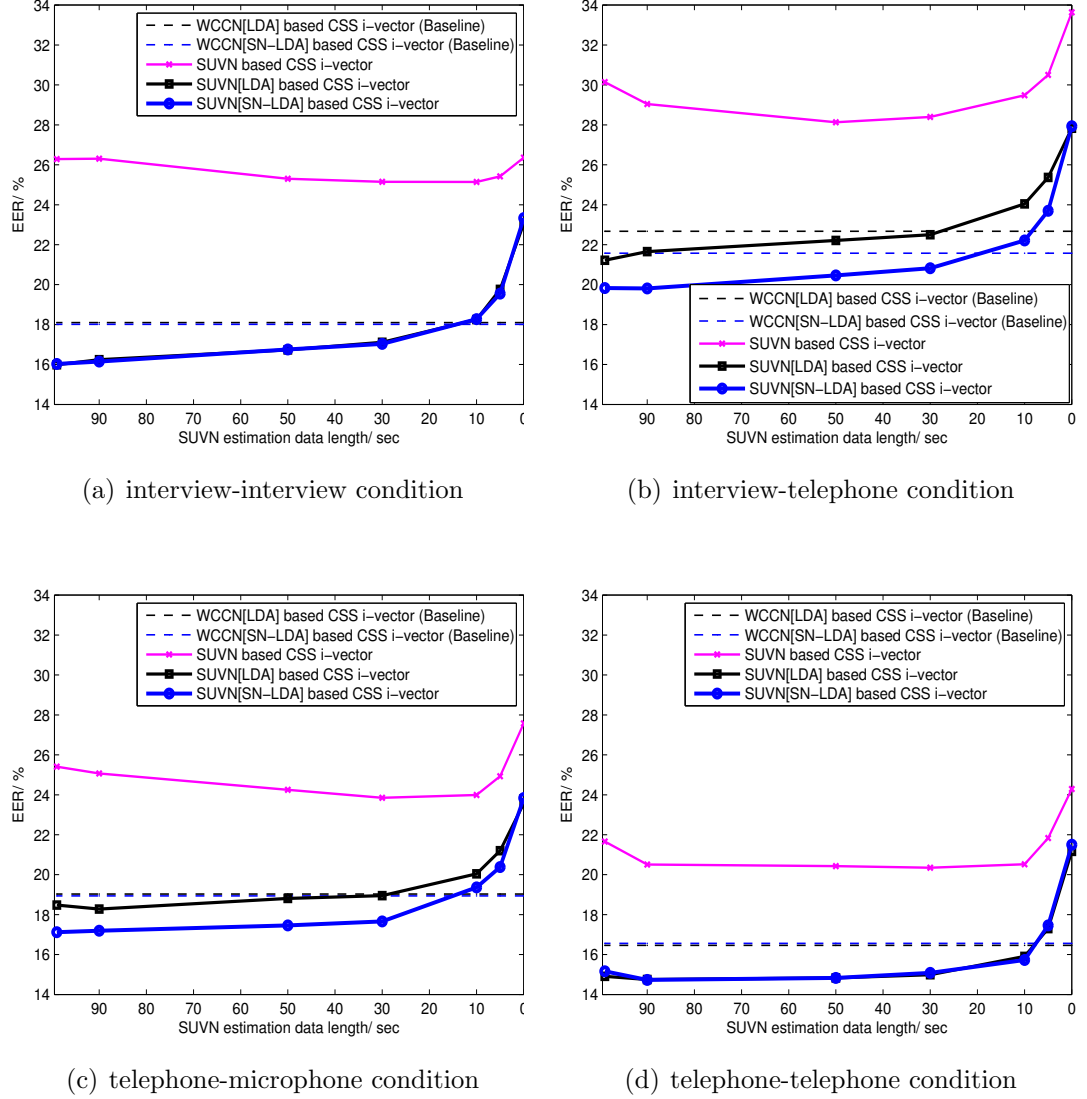 34
32
30
28
26
24
22
20
18
16
14
EER/ %
WCCN[LDA] based CSS i−vector (Baseline)
WCCN[SN−LDA] based CSS i−vector (Baseline)
SUVN based CSS i−vector
SUVN[LDA] based CSS i−vector
SUVN[SN−LDA] based CSS i−vector
90 80 70 60 50 40 30 20 10 0
SUVN estimation data length/ sec
(a) interview-interview condition
34
32
30
28
26
24
22
20
18
16
14
EER/ %
WCCN[LDA] based CSS i−vector (Baseline)
WCCN[SN−LDA] based CSS i−vector (Baseline)
SUVN based CSS i−vector
SUVN[LDA] based CSS i−vector
SUVN[SN−LDA] based CSS i−vector
90 80 70 60 50 40 30 20 10 0
SUVN estimation data length/ sec
(b) interview-telephone condition
34
32
30
28
26
24
22
20
18
16
14
EER/ %
WCCN[LDA] based CSS i−vector (Baseline)
WCCN[SN−LDA] based CSS i−vector (Baseline)
SUVN based CSS i−vector
SUVN[LDA] based CSS i−vector
SUVN[SN−LDA] based CSS i−vector
90 80 70 60 50 40 30 20 10 0
SUVN estimation data length/ sec
(c) telephone-microphone condition
34
32
30
28
26
24
22
20
18
16
14
EER/ %
WCCN[LDA] based CSS i−vector (Baseline)
WCCN[SN−LDA] based CSS i−vector (Baseline)
SUVN based CSS i−vector
SUVN[LDA] based CSS i−vector
SUVN[SN−LDA] based CSS i−vector
90 80 70 60 50 40 30 20 10 0
SUVN estimation data length/ sec
(d) telephone-telephone condition